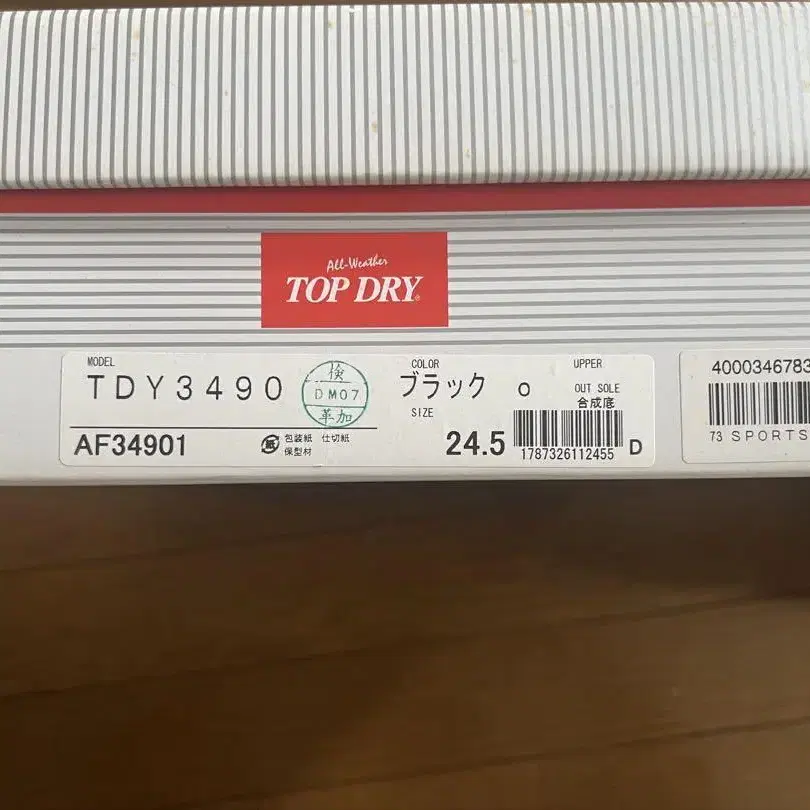 All-Weather
TOP DRY®
MODEL
TDY3490
検
DM07
革加
COLOR
ブラック
UPPER
O
OUT SOLE
合成底
SIZE
AF34901
紙
包装紙 仕切紙
保型材
24.5
1787326112455
D
4000346783
73 SPORTS